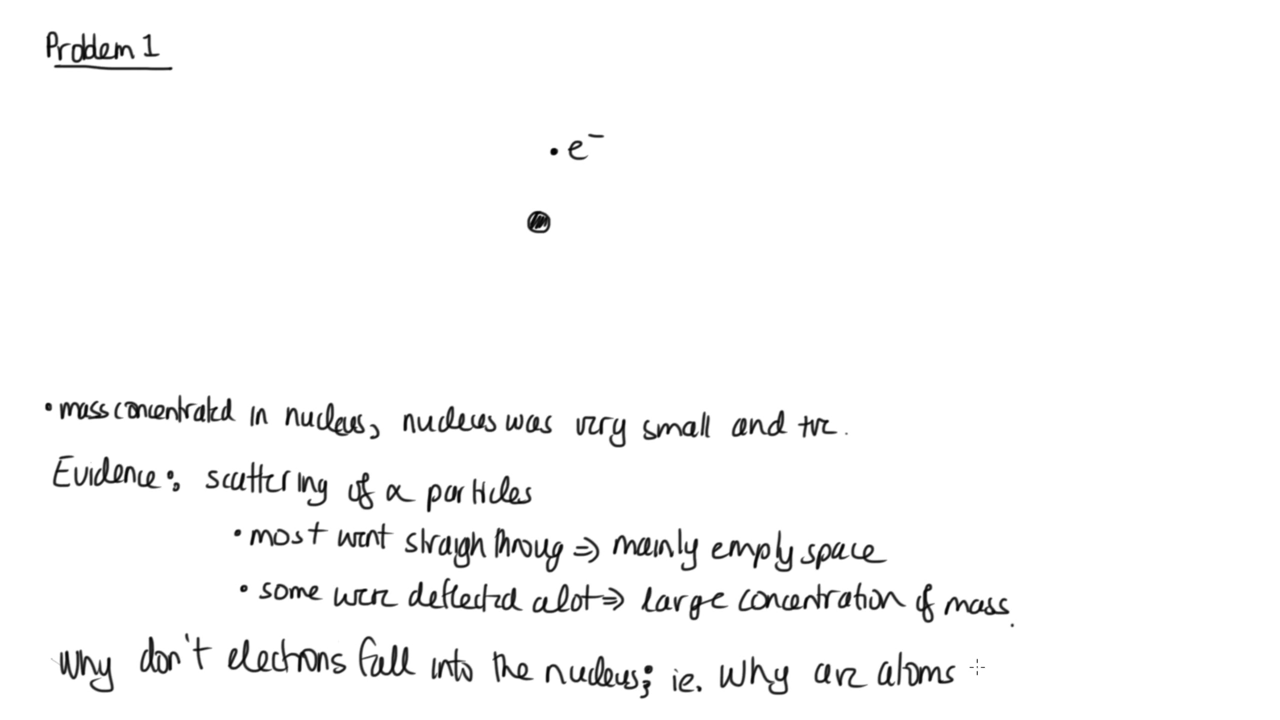 Problem 1
• e⁻
• mass concentrated in nucleus, nucleus was very small and +ve.
Evidence: scattering of α particles
• most went straigh throug ⇒ mainly empty space
• some were deflected alot ⇒ large concentration of mass.
Why don't electrons fall into the nucleus; ie. Why are atoms